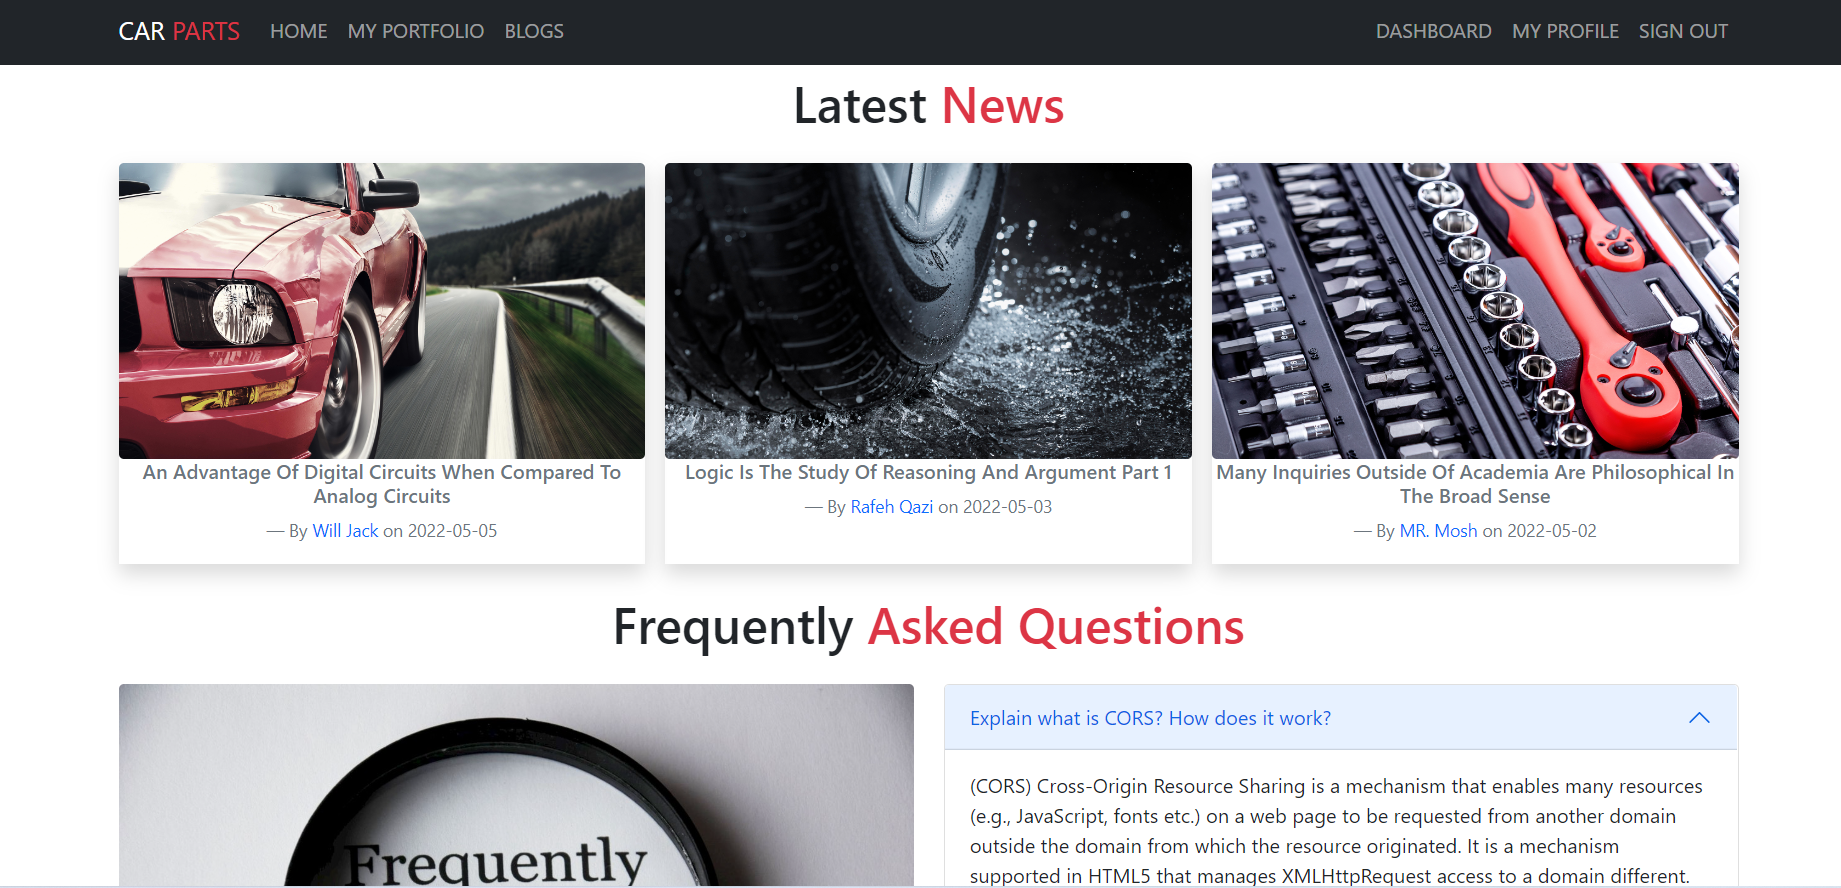 CAR PARTS HOME MY PORTFOLIO BLOGS DASHBOARD MY PROFILE SIGN OUT
Latest News
An Advantage Of Digital Circuits When Compared To
Analog Circuits
— By Will Jack on 2022-05-05
Logic Is The Study Of Reasoning And Argument Part 1
— By Rafeh Qazi on 2022-05-03
Many Inquiries Outside Of Academia Are Philosophical In
The Broad Sense
— By MR. Mosh on 2022-05-02
Frequently Asked Questions
Frequently
Explain what is CORS? How does it work?
(CORS) Cross-Origin Resource Sharing is a mechanism that enables many resources
(e.g., JavaScript, fonts etc.) on a web page to be requested from another domain
outside the domain from which the resource originated. It is a mechanism
supported in HTML5 that manages XMLHttpRequest access to a domain different.